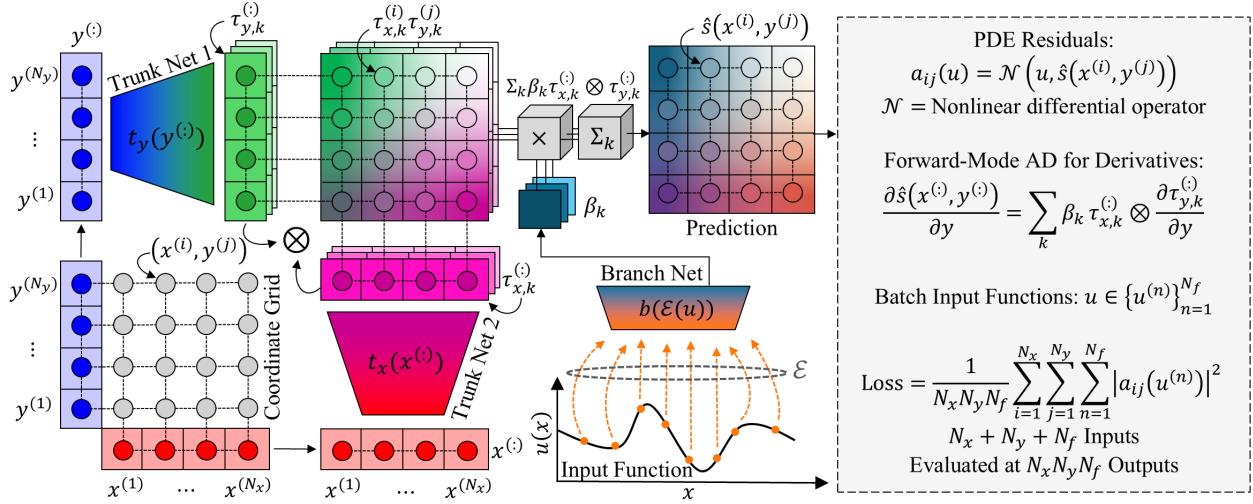 y^{(:)}
y^{(N_y)}
⋮
y^{(1)}
Trunk Net 1
t_y(y^{(:)})
τ_{y,k}^{(:)}
τ_{x,k}^{(i)} τ_{y,k}^{(j)}
Σ_k β_k τ_{x,k}^{(:)} ⊗ τ_{y,k}^{(:)}
×
Σ_k
β_k
ŝ(x^{(i)}, y^{(j)})
Prediction
⊗
(x^{(i)}, y^{(j)})
y^{(N_y)}
⋮
y^{(1)}
Coordinate Grid
x^{(1)} ⋯ x^{(N_x)}
τ_{x,k}^{(:)}
t_x(x^{(:)})
Trunk Net 2
x^{(:)}
x^{(1)} ⋯ x^{(N_x)}
Branch Net
b(ℰ(u))
ℰ
u(x)
Input Function
x
PDE Residuals:
a_{ij}(u) = 𝒩(u, ŝ(x^{(i)}, y^{(j)}))
𝒩 = Nonlinear differential operator
Forward-Mode AD for Derivatives:
∂ŝ(x^{(:)}, y^{(:)})/∂y = ∑_k β_k τ_{x,k}^{(:)} ⊗ ∂τ_{y,k}^{(:)}/∂y
Batch Input Functions: u ∈ {u^{(n)}}_{n=1}^{N_f}
Loss = 1/(N_x N_y N_f) ∑_{i=1}^{N_x} ∑_{j=1}^{N_y} ∑_{n=1}^{N_f} |a_{ij}(u^{(n)})|^2
N_x + N_y + N_f Inputs
Evaluated at N_x N_y N_f Outputs